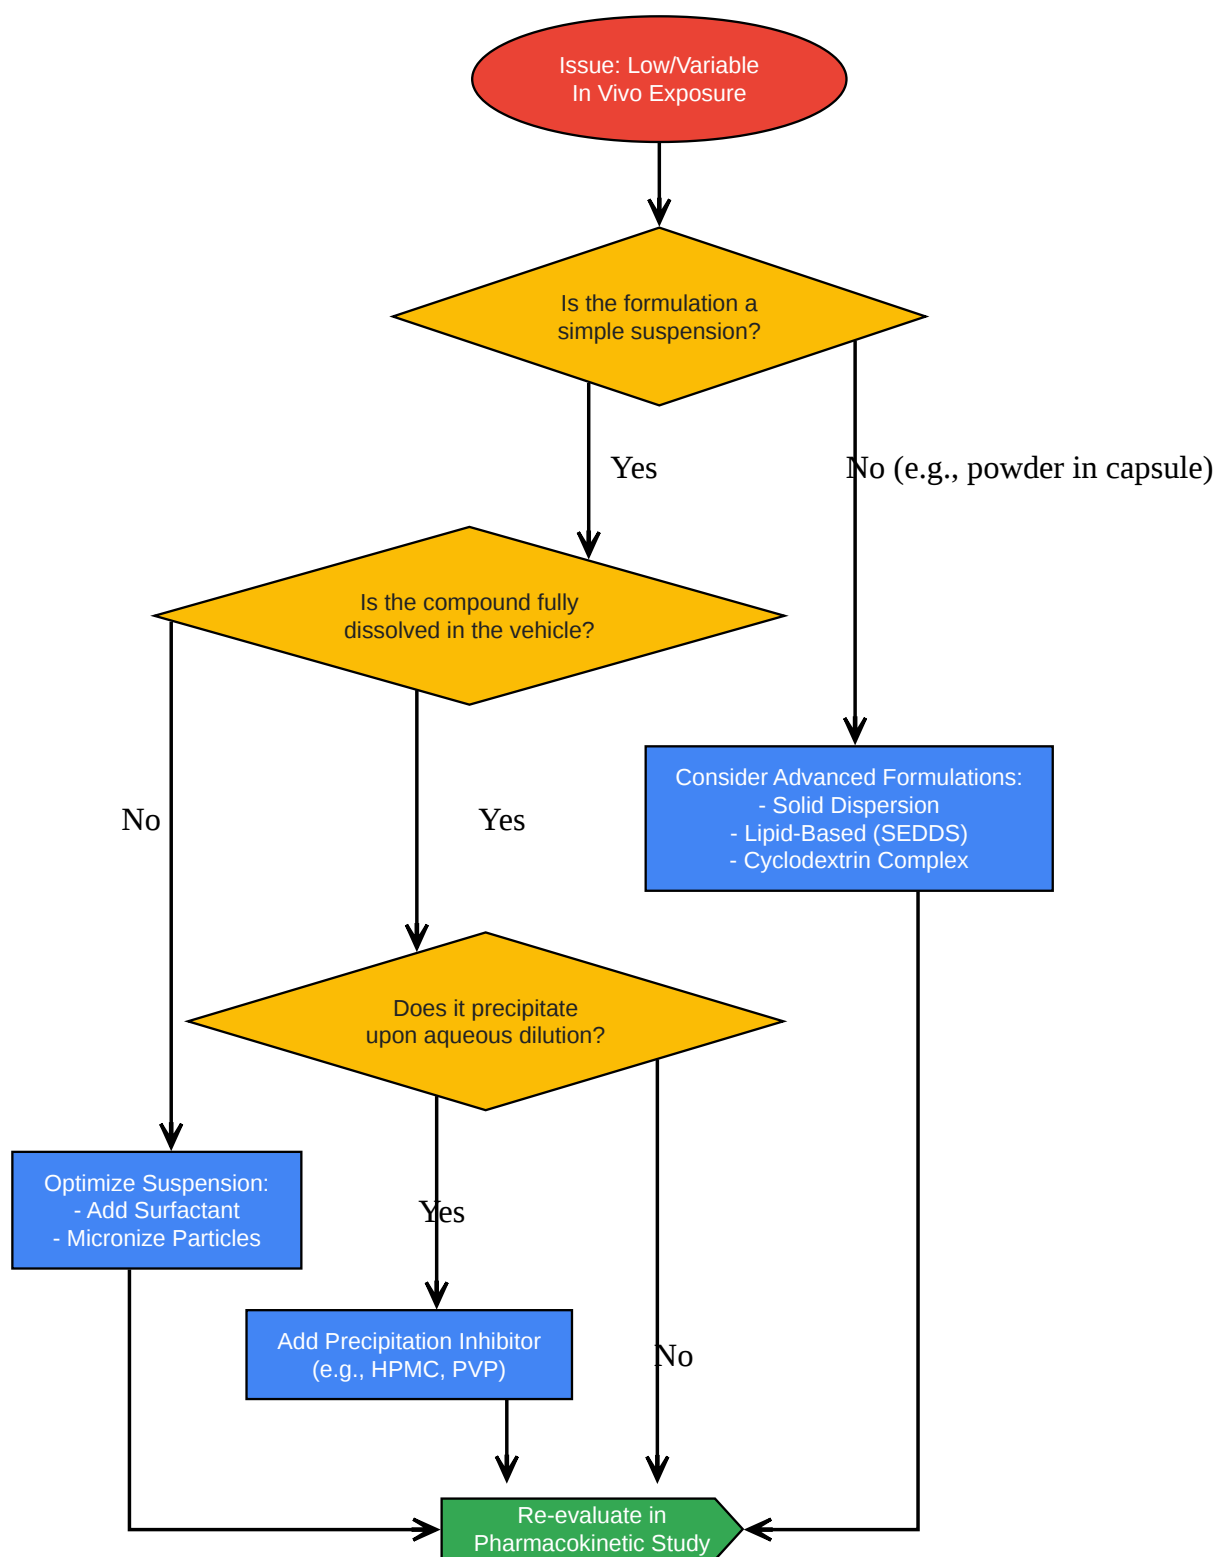 Issue: Low/Variable
In Vivo Exposure
Is the formulation a
simple suspension?
Yes
No (e.g., powder in capsule)
Is the compound fully
dissolved in the vehicle?
No
Yes
Consider Advanced Formulations:
- Solid Dispersion
- Lipid-Based (SEDDS)
- Cyclodextrin Complex
Does it precipitate
upon aqueous dilution?
Optimize Suspension:
- Add Surfactant
- Micronize Particles
Yes
Add Precipitation Inhibitor
(e.g., HPMC, PVP)
No
Re-evaluate in
Pharmacokinetic Study